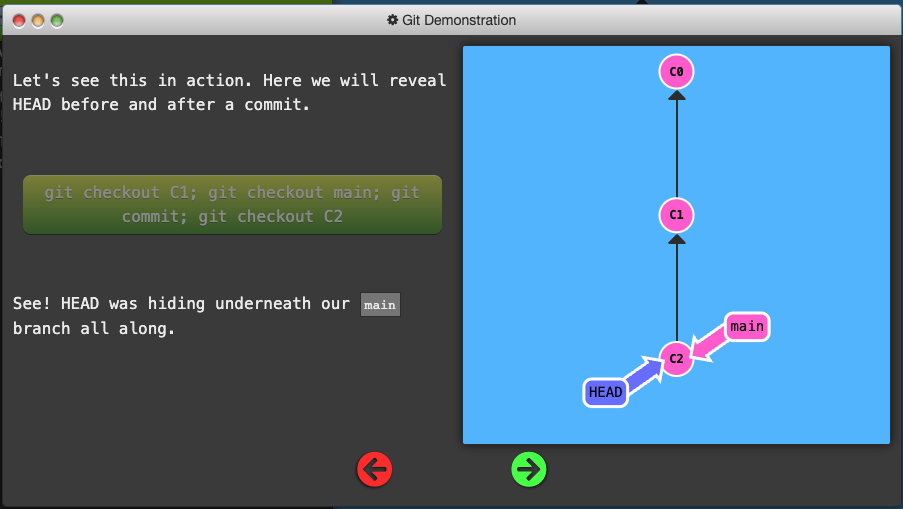 Git Demonstration
Let's see this in action. Here we will reveal
HEAD before and after a commit.
git checkout C1; git checkout main; git
commit; git checkout C2
See! HEAD was hiding underneath our main
branch all along.
C0
C1
main
C2
HEAD